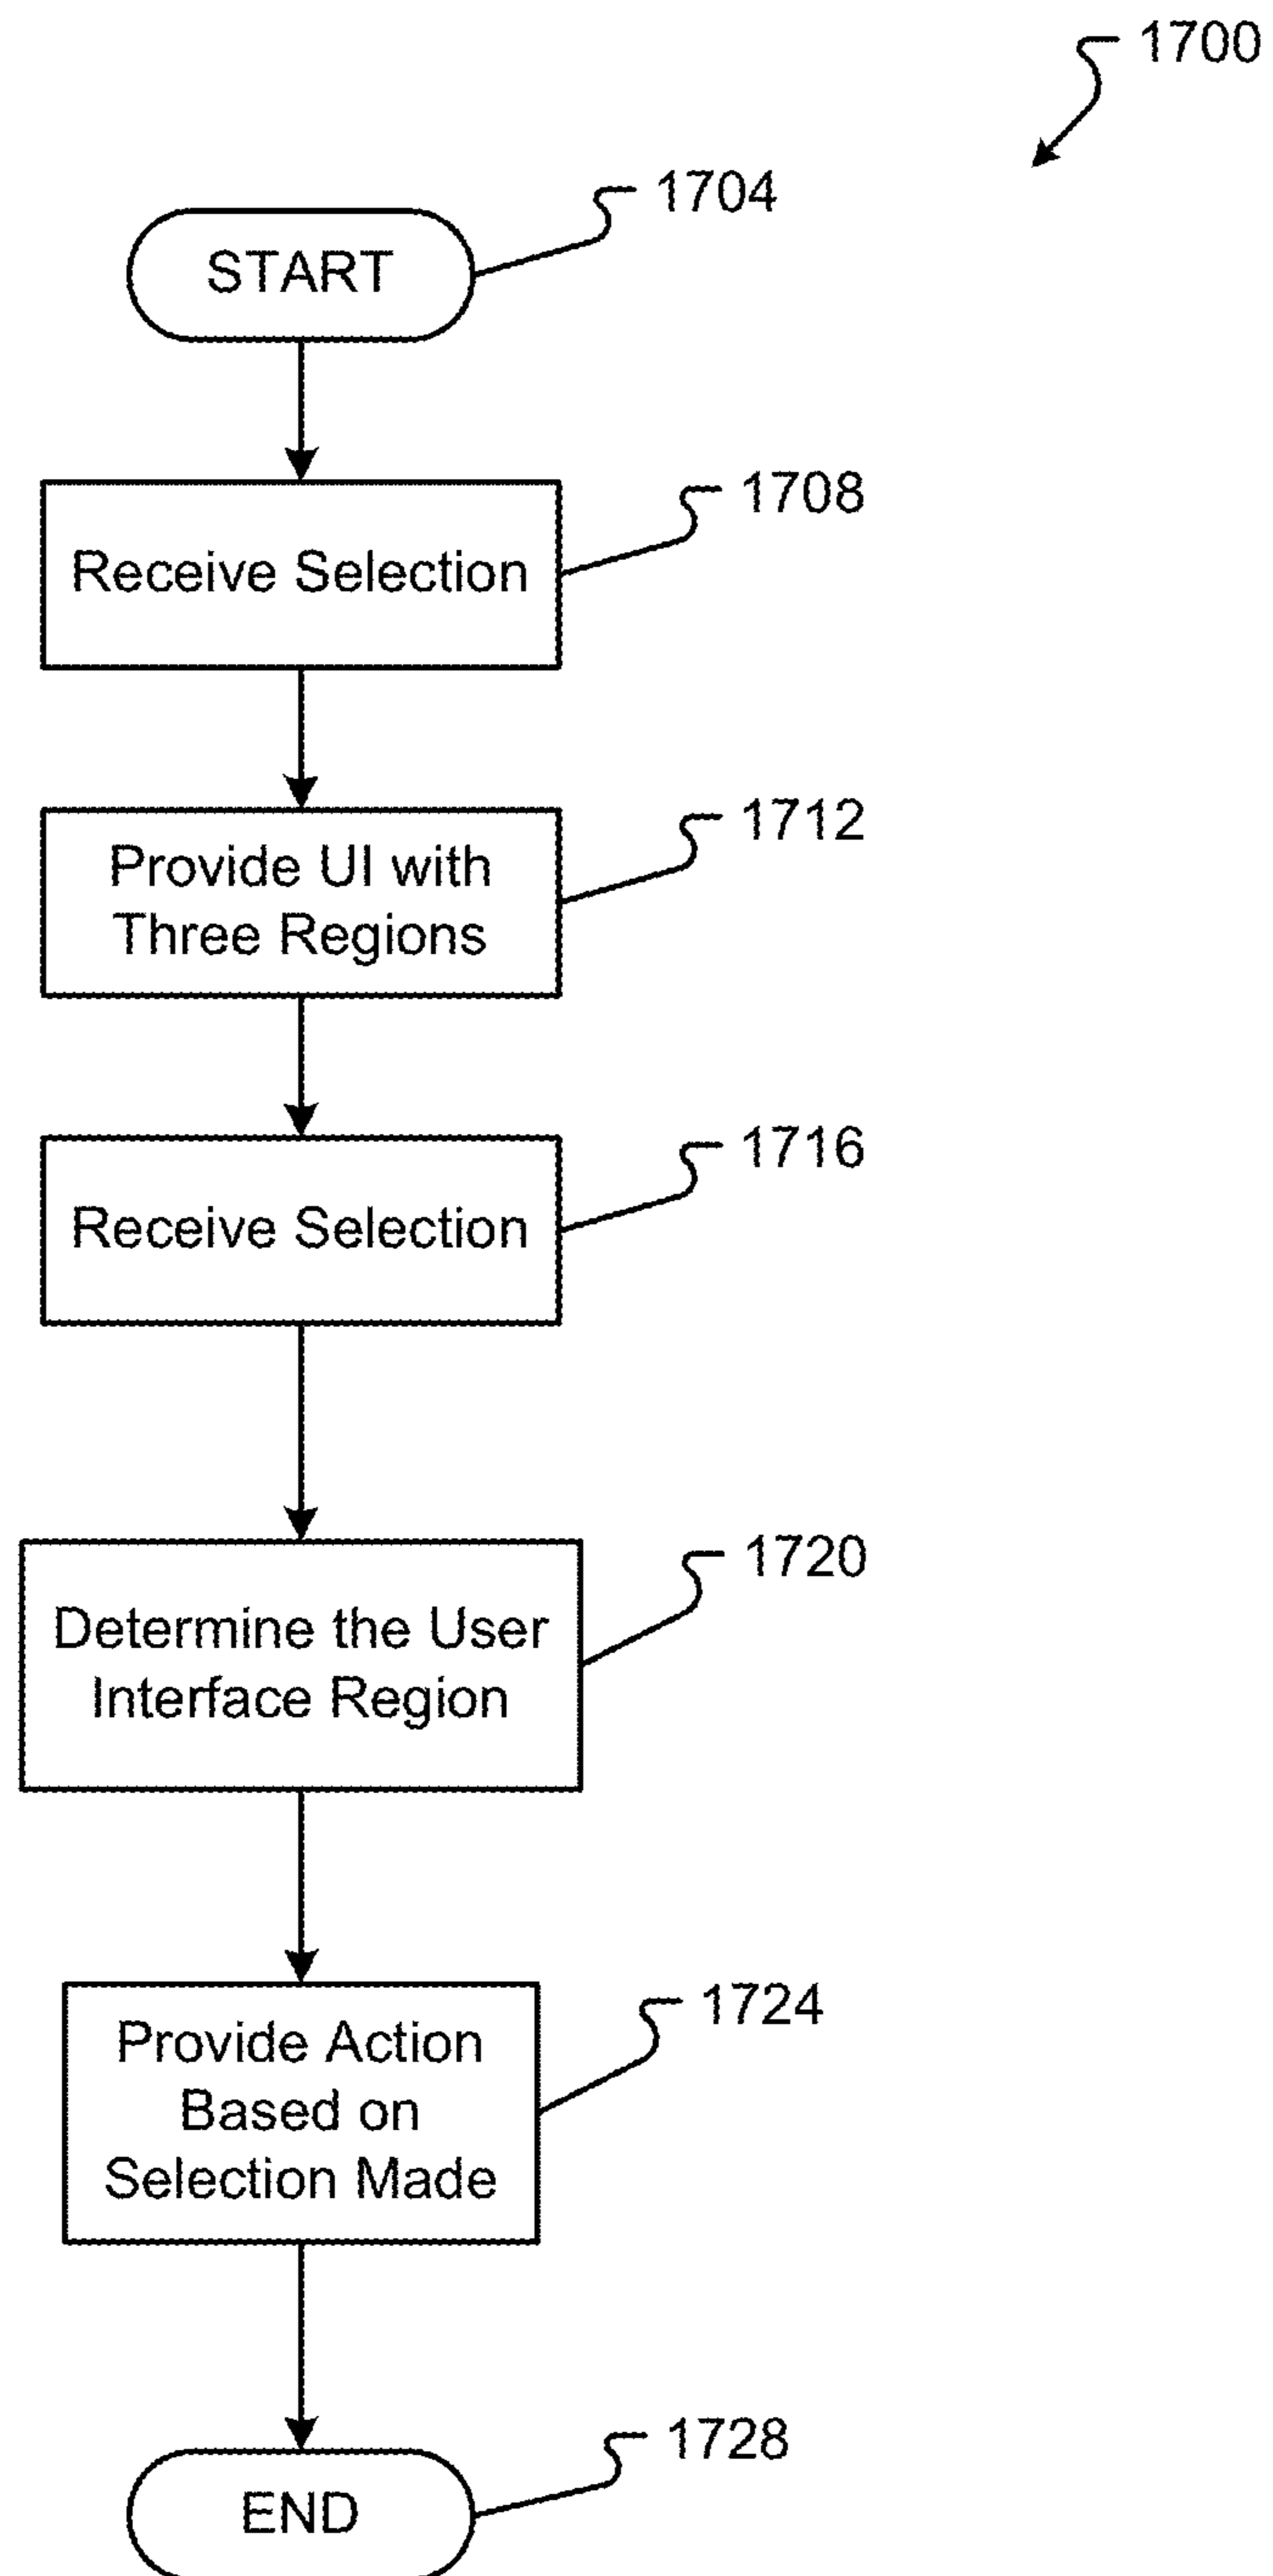 1700
1704
START
1708
Receive Selection
1712
Provide UI with
Three Regions
1716
Receive Selection
1720
Determine the User
Interface Region
1724
Provide Action
Based on
Selection Made
1728
END